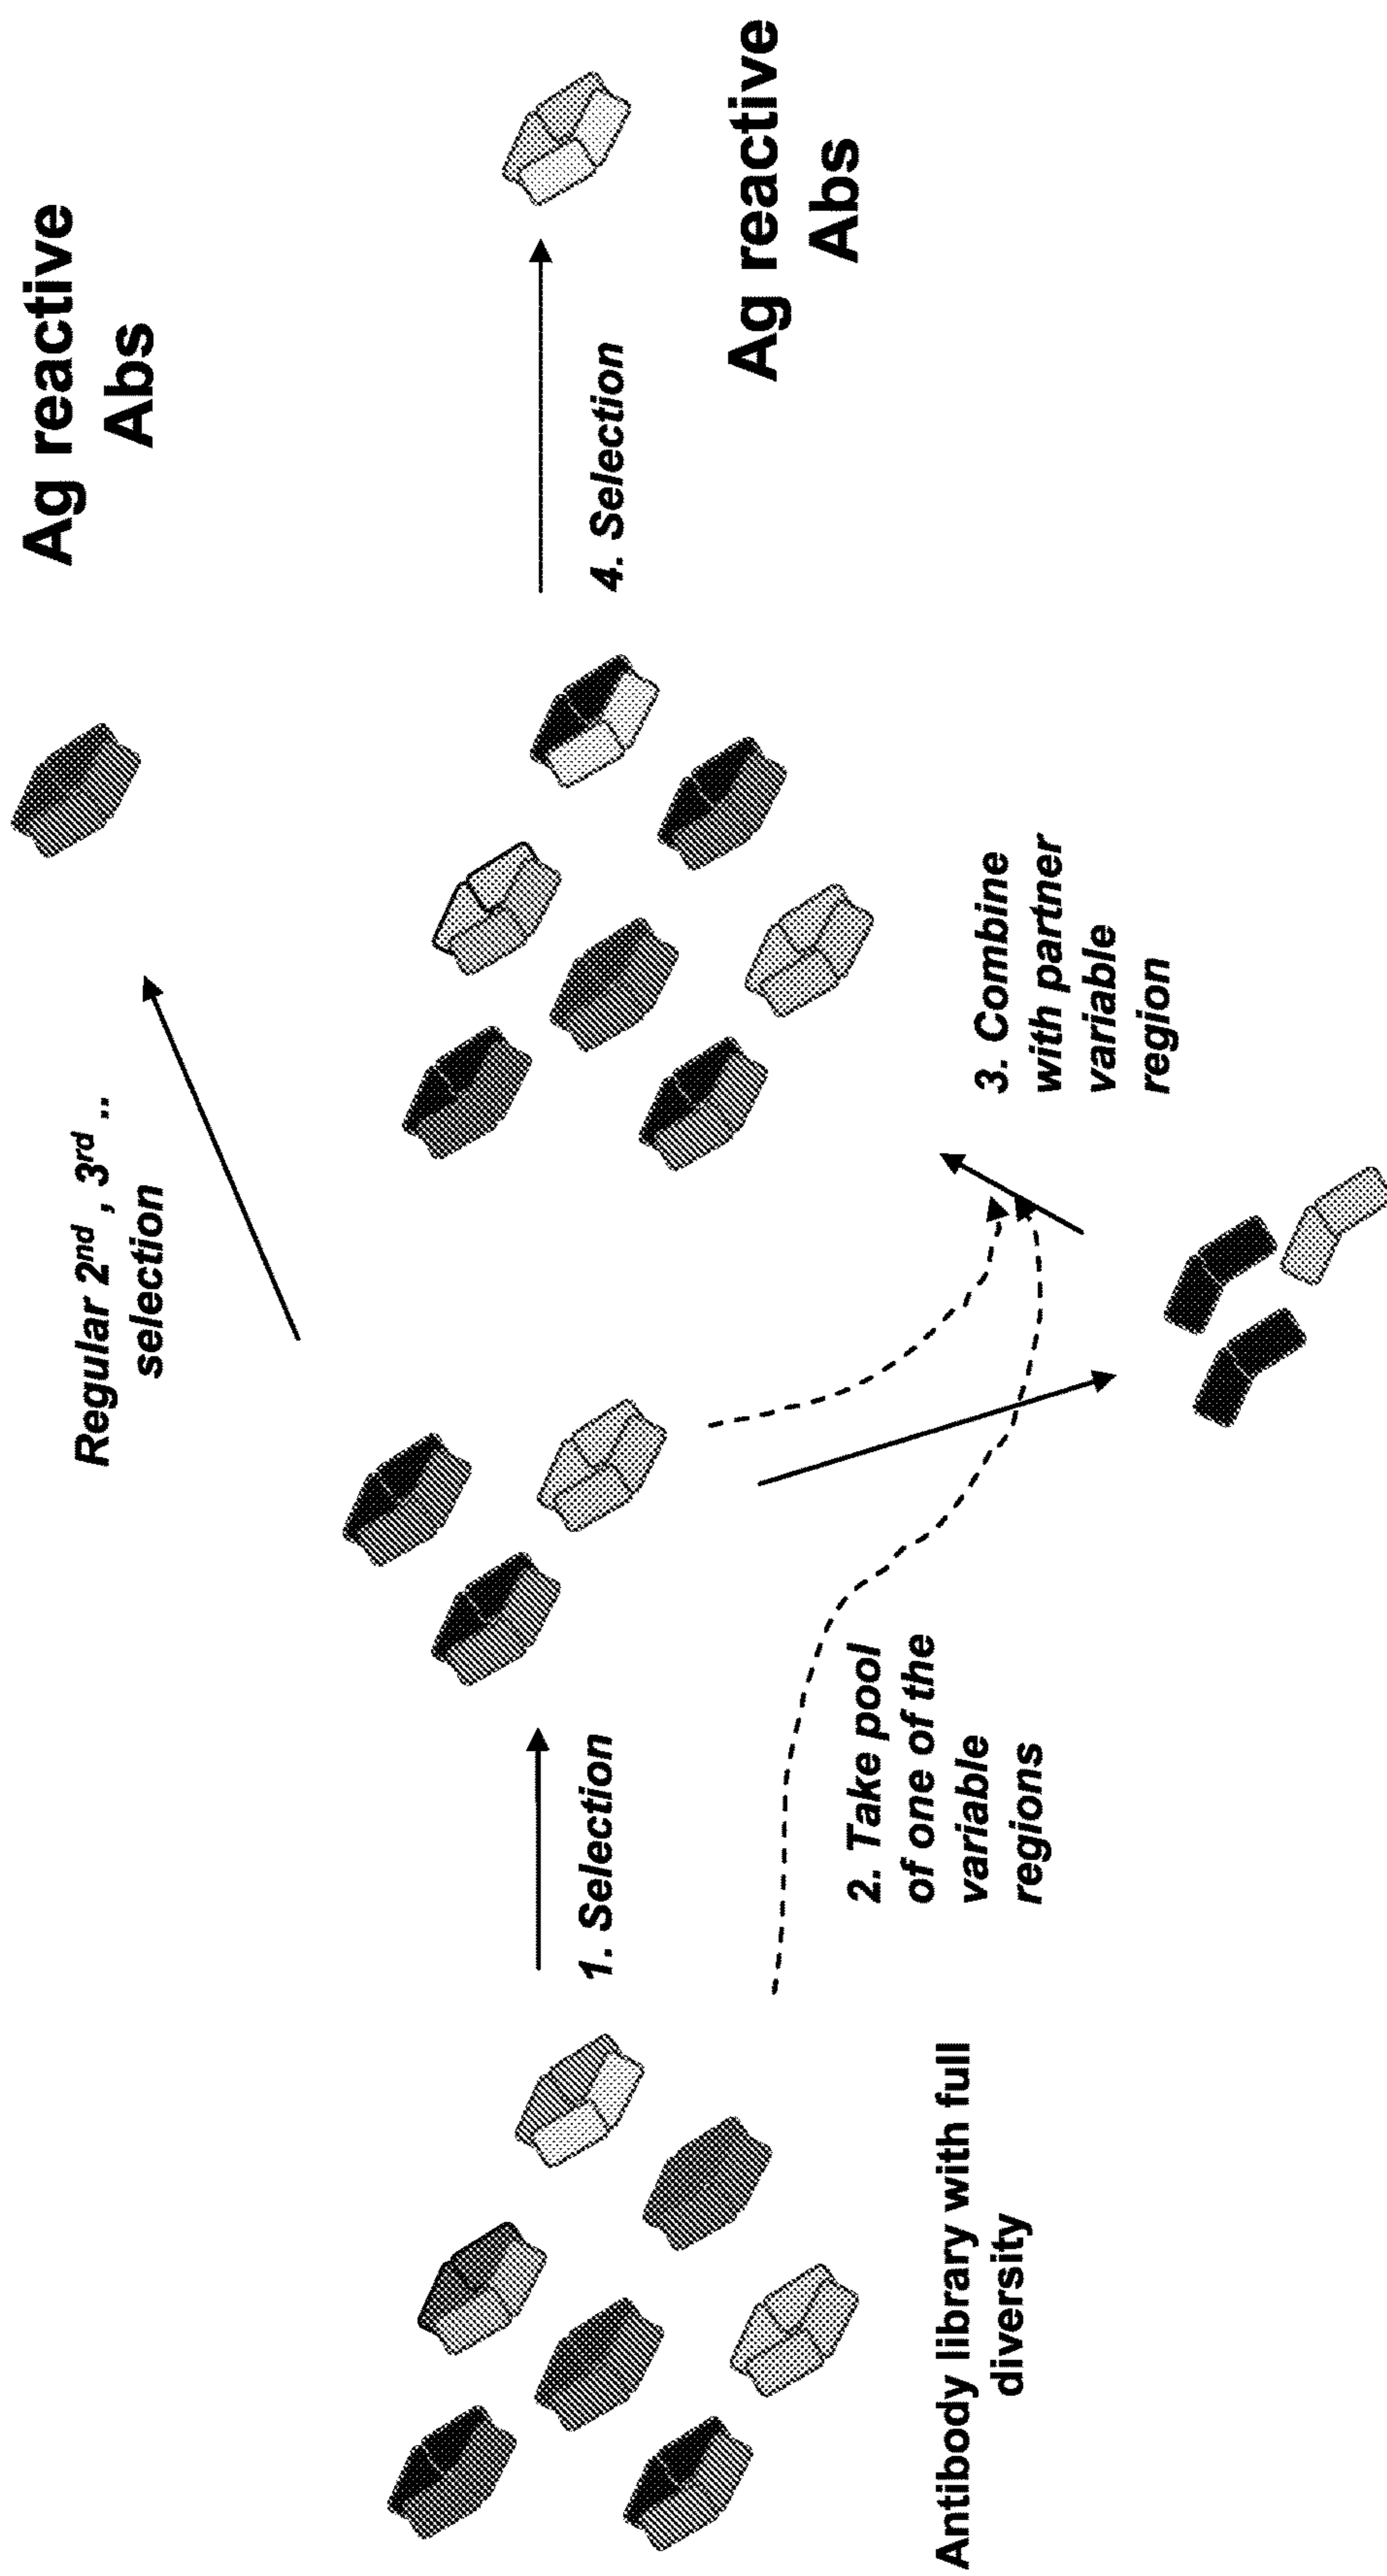 Antibody library with full
diversity
1. Selection
2. Take pool
of one of the
variable
regions
Regular 2nd , 3rd ..
selection
3. Combine
with partner
variable
region
4. Selection
Ag reactive
Abs
Ag reactive
Abs